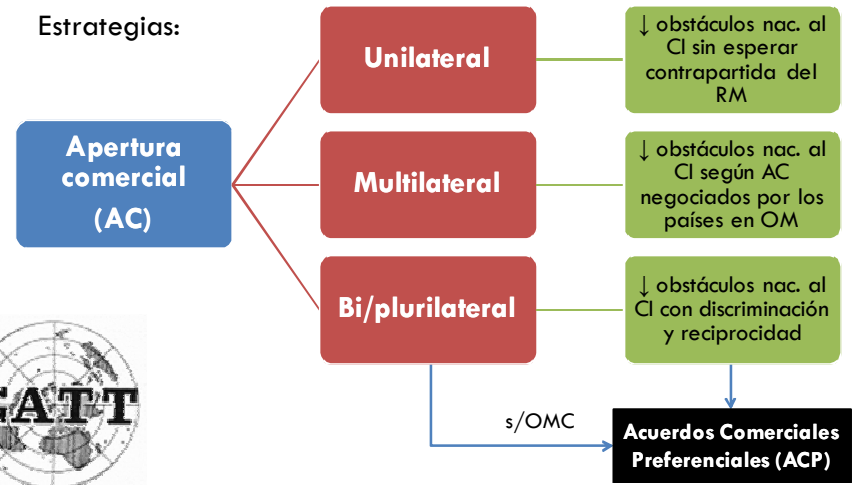 Estrategias:
Apertura
comercial
(AC)
Unilateral
↓ obstáculos nac. al
CI sin esperar
contrapartida del
RM
Multilateral
↓ obstáculos nac. al
CI según AC
negociados por los
países en OM
Bi/plurilateral
↓ obstáculos nac. al
CI con discriminación
y reciprocidad
s/OMC
Acuerdos Comerciales
Preferenciales (ACP)
GATT